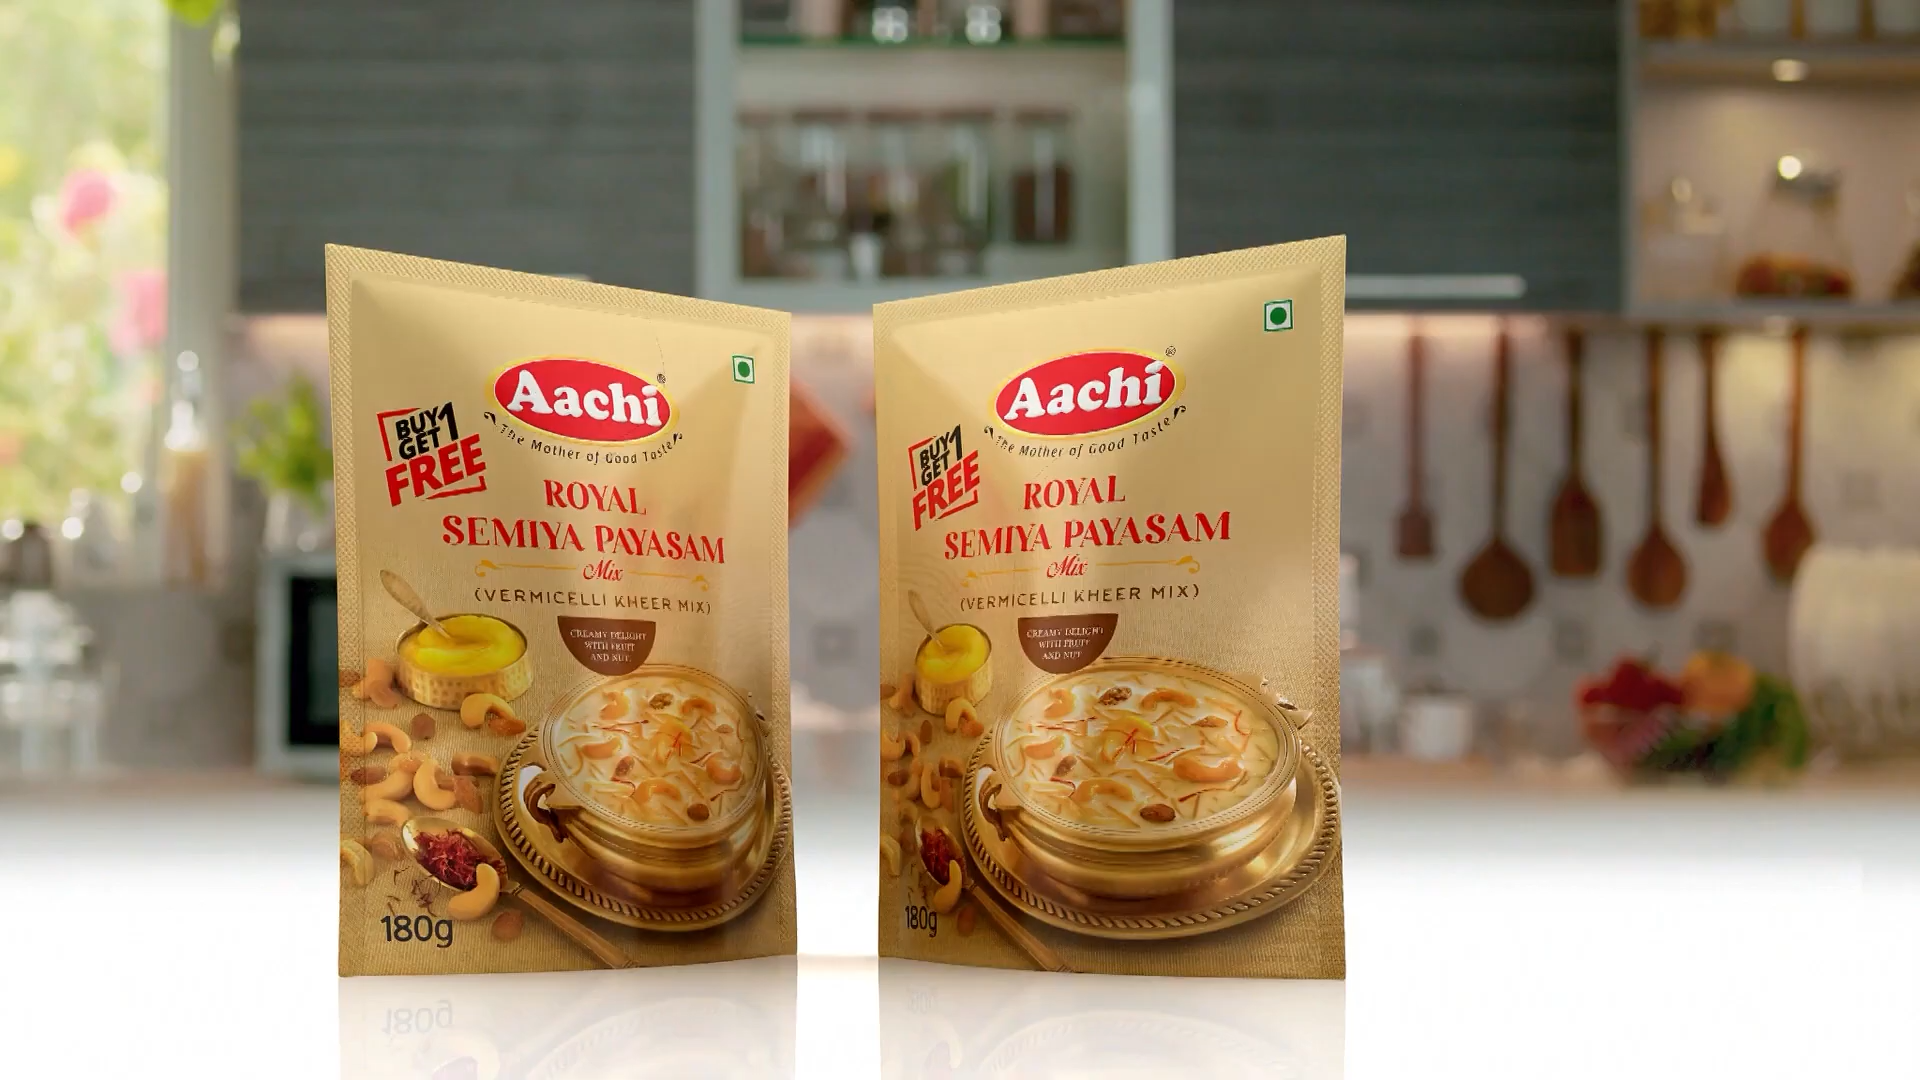 Aachi®
The Mother of Good Taste
BUY 1
GET
FREE
ROYAL
SEMIYA PAYASAM
Mix
(VERMICELLI KHEER MIX)
CREAMY DELIGHT
WITH FRUIT
AND NUT
180g
Aachi®
The Mother of Good Taste
BUY 1
GET
FREE
ROYAL
SEMIYA PAYASAM
Mix
(VERMICELLI KHEER MIX)
CREAMY DELIGHT
WITH FRUIT
AND NUT
180g